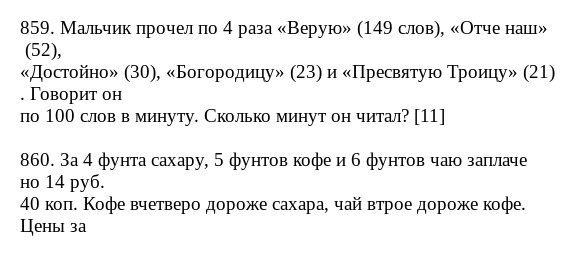 859. Мальчик прочел по 4 раза «Верую» (149 слов), «Отче наш»
(52),
«Достойно» (30), «Богородицу» (23) и «Пресвятую Троицу» (21)
. Говорит он
по 100 слов в минуту. Сколько минут он читал? [11]
860. За 4 фунта сахару, 5 фунтов кофе и 6 фунтов чаю заплаче
но 14 руб.
40 коп. Кофе вчетверо дороже сахара, чай втрое дороже кофе.
Цены за